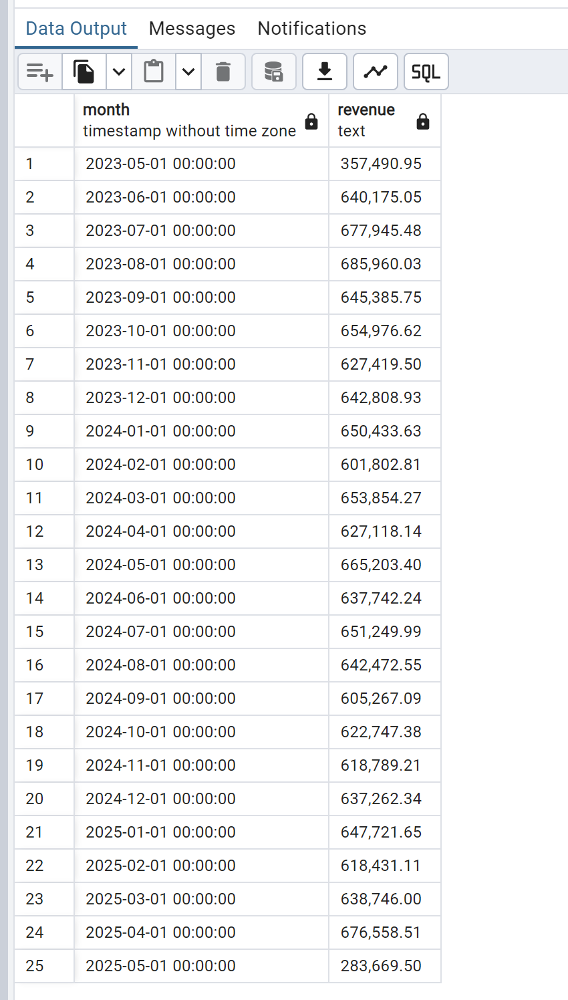 Data Output Messages Notifications
SQL
month revenue
timestamp without time zone text
1 2023-05-01 00:00:00 357,490.95
2 2023-06-01 00:00:00 640,175.05
3 2023-07-01 00:00:00 677,945.48
4 2023-08-01 00:00:00 685,960.03
5 2023-09-01 00:00:00 645,385.75
6 2023-10-01 00:00:00 654,976.62
7 2023-11-01 00:00:00 627,419.50
8 2023-12-01 00:00:00 642,808.93
9 2024-01-01 00:00:00 650,433.63
10 2024-02-01 00:00:00 601,802.81
11 2024-03-01 00:00:00 653,854.27
12 2024-04-01 00:00:00 627,118.14
13 2024-05-01 00:00:00 665,203.40
14 2024-06-01 00:00:00 637,742.24
15 2024-07-01 00:00:00 651,249.99
16 2024-08-01 00:00:00 642,472.55
17 2024-09-01 00:00:00 605,267.09
18 2024-10-01 00:00:00 622,747.38
19 2024-11-01 00:00:00 618,789.21
20 2024-12-01 00:00:00 637,262.34
21 2025-01-01 00:00:00 647,721.65
22 2025-02-01 00:00:00 618,431.11
23 2025-03-01 00:00:00 638,746.00
24 2025-04-01 00:00:00 676,558.51
25 2025-05-01 00:00:00 283,669.50